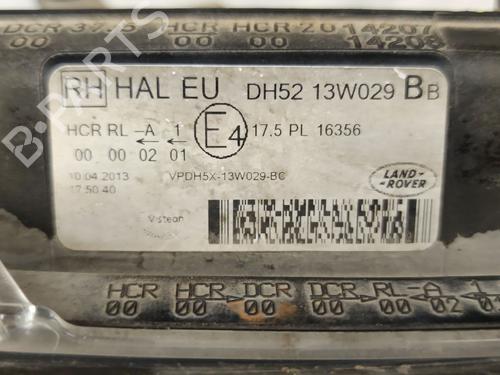 DCR 37.5 HCR HCR 20 14207
00 00 00 14208
RH HAL EU DH52 13W029 BB
HCR RL -A 1 E4 17.5 PL 16356
00 00 02 01
10.04.2013 VPDH5X-13W029-BC
17:50:40
LAND-
ROVER
Visteon
HCR HCR DCR DCR RL-A 1
00 00 00 00 00 02